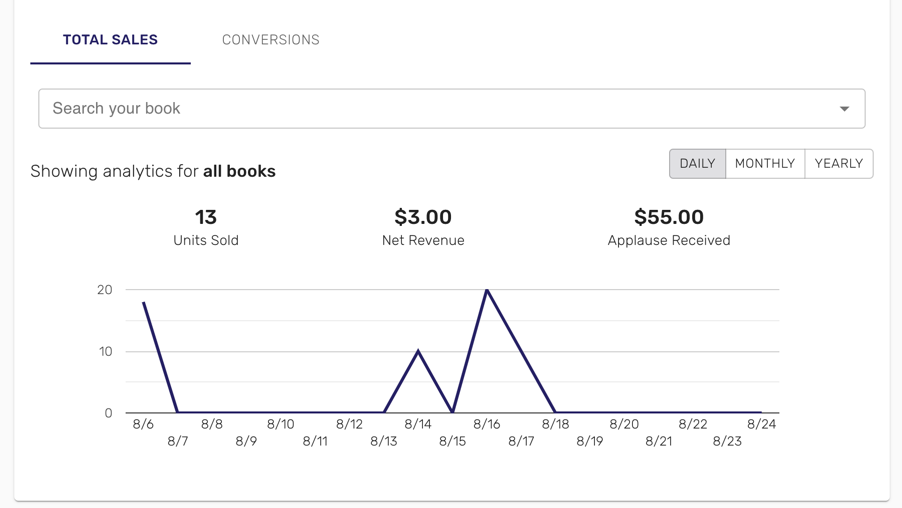 TOTAL SALES CONVERSIONS
Search your book
Showing analytics for all books
DAILY MONTHLY YEARLY
13 $3.00 $55.00
Units Sold Net Revenue Applause Received
20
10
0
8/6 8/8 8/10 8/12 8/14 8/16 8/18 8/20 8/22 8/24
8/7 8/9 8/11 8/13 8/15 8/17 8/19 8/21 8/23